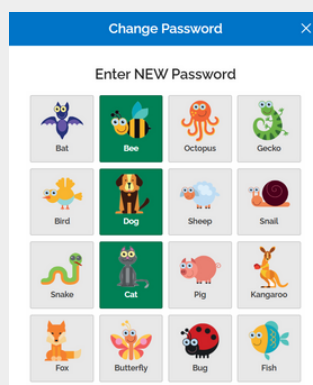 Change Password ×
Enter NEW Password
Bat Bee Octopus Gecko
Bird Dog Sheep Snail
Snake Cat Pig Kangaroo
Fox Butterfly Bug Fish